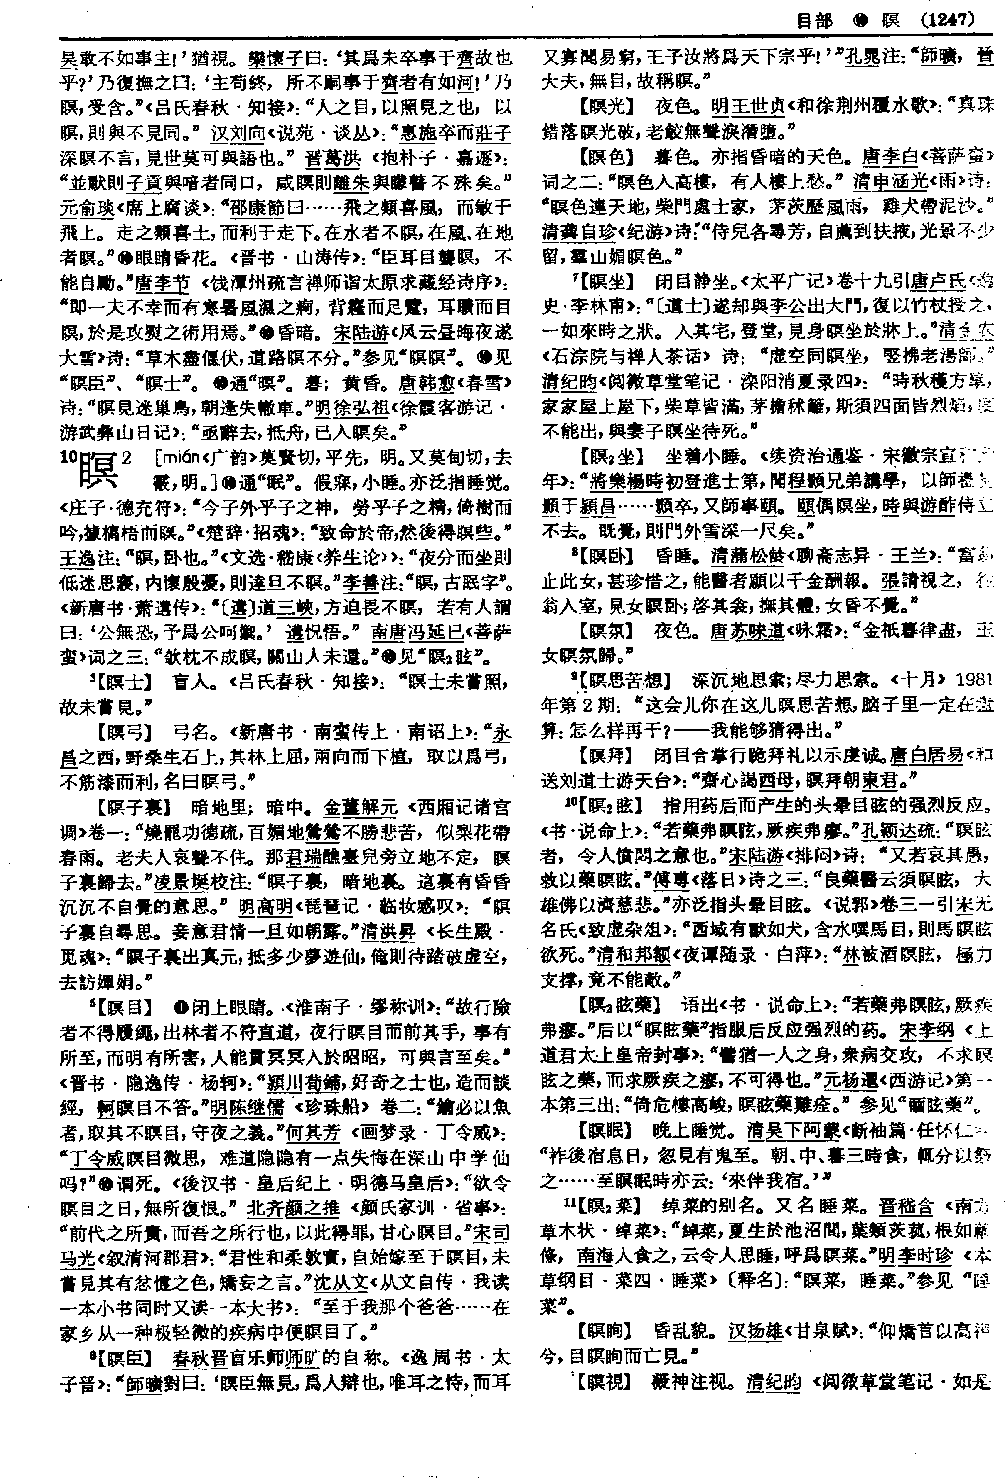 目部 ⑩ 瞑 (1247)
吴敢不如事主!’猶視。欒懷子曰：‘其爲未卒事于齊故也
乎?’乃復撫之曰：‘主苟終，所不嗣事于齊者有如河!’乃
瞑，受含。”《吕氏春秋·知接》：“人之目，以照見之也，以
瞑，則與不見同。”汉刘向《说苑·谈丛》：“惠施卒而莊子
深瞑不言，見世莫可與語也。”晋葛洪《抱朴子·嘉遯》：
“並默則子貢與喑者同口，咸瞑則離朱與矇瞽不殊矣。”
元俞琰《席上腐谈》：“邵康節曰……飛之類喜風，而敏于
飛上。走之類喜土，而利于走下。在水者不瞑，在風、在地
者瞑。”眼睛昏花。《晋书·山涛传》：“臣耳目聾瞑，不
能自勵。”唐李节《饯潭州疏言禅师诣太原求藏经诗序》：
“即一夫不幸而有寒暑風濕之痾，背癃而足躄，耳聵而目
瞑，於是攻熨之術用焉。”昏暗。宋陆游《风云昼晦夜遂
大雪》诗：“草木盡偃伏，道路瞑不分。”参见“瞑瞑”。见
“瞑臣”、“瞑士”。通“暝”。暮；黄昏。唐韩愈《春雪》
诗：“瞑見迷巢鳥，朝逢失轍車。”明徐弘祖《徐霞客游记·
游武彝山日记》：“亟辭去，抵舟，已入瞑矣。”
10瞑2 [mián《广韵》莫賢切，平先，明。又莫甸切，去
霰，明。]通“眠”。假寐，小睡。亦泛指睡觉。
《庄子·德充符》：“今子外乎子之神，勞乎子之精，倚樹而
吟，據槁梧而瞑。”《楚辞·招魂》：“致命於帝，然後得瞑些。”
王逸注：“瞑，卧也。”《文选·嵇康〈养生论〉》：“夜分而坐則
低迷思寢，内懷殷憂，則達旦不瞑。”李善注：“瞑，古眠字”。
《新唐书·萧遘传》：“〔遘〕道三峽，方迫畏不瞑，若有人謂
曰：‘公無恐，予爲公呵禦。’遘悦悟。”南唐冯延巳《菩萨
蛮》词之三：“欹枕不成瞑，關山人未還。”见“瞑2眩”。
3【瞑士】 盲人。《吕氏春秋·知接》：“瞑士未嘗照，
故未嘗見。”
【瞑弓】 弓名。《新唐书·南蛮传上·南诏上》：“永
昌之西，野桑生石上，其林上屈，兩向而下植，取以爲弓，
不筋漆而利，名曰瞑弓。”
【瞑子裏】 暗地里；暗中。金董解元《西厢记诸宫
调》卷一：“燒罷功德疏，百媚地鶯鶯不勝悲苦，似梨花帶
春雨。老夫人哀聲不住。那君瑞醮臺兒旁立地不定，瞑
子裏歸去。”凌景埏校注：“瞑子裏，暗地裏。這裏有昏昏
沉沉不自覺的意思。”明高明《琵琶记·临妆感叹》：“瞑
子裏自尋思。妾意君情一旦如朝露。”清洪昇《长生殿·
觅魂》：“瞑子裏出真元，抵多少夢遊仙，俺則待踏破虚空，
去訪嬋娟。”
5【瞑目】 ❶闭上眼睛。《淮南子·缪称训》：“故行險
者不得履繩，出林者不得直道，夜行瞑目而前其手，事有
所至，而明有所害，人能貫冥冥入於昭昭，可與言至矣。”
《晋书·隐逸传·杨轲》：“潁川荀鋪，好奇之士也，造而談
經，軻瞑目不答。”明陈继儒《珍珠船》卷二：“鑰必以魚
者，取其不瞑目，守夜之義。”何其芳《画梦录·丁令威》：
“丁令威瞑目微思，难道隐隐有一点失悔在深山中学仙
吗?”❷谓死。《後汉书·皇后纪上·明德马皇后》：“欲令
瞑目之日，無所復恨。”北齐颜之推《颜氏家训·省事》：
“前代之所貴，而吾之所行也，以此得罪，甘心瞑目。”宋司
马光《叙清河郡君》：“君性和柔敦實，自始嫁至于瞑目，未
嘗見其有忿懥之色，矯妄之言。”沈从文《从文自传·我读
一本小书同时又读一本大书》：“至于我那个爸爸……在
家乡从一种极轻微的疾病中便瞑目了。”
6【瞑臣】 春秋晋盲乐师师旷的自称。《逸周书·太
子晋》：“師曠對曰：‘瞑臣無見，爲人辯也，唯耳之恃，而耳
又寡聞易窮，王子汝將爲天下宗乎!’”孔晁注：“師曠，晋
大夫，無目，故稱瞑。”
【瞑光】 夜色。明王世贞《和徐荆州覆水歌》：“真珠
錯落瞑光破，老鮫無聲淚潛墮。”
【瞑色】 暮色。亦指昏暗的天色。唐李白《菩萨蛮》
词之二：“瞑色入高樓，有人樓上愁。”清申涵光《雨》诗：
“瞑色連天地，柴門處士家，茅茨歷風雨，雞犬帶泥沙。”
清龚自珍《纪游》诗：“侍兒各尋芳，自薦到扶掖，光景不少
留，羣山媚瞑色。”
7【瞑坐】 闭目静坐。《太平广记》卷十九引唐卢氏《逸
史·李林甫》：“〔道士〕遂却與李公出大門，復以竹杖授之，
一如來時之狀。入其宅，登堂，見身瞑坐於牀上。”清金农
《石淙院与禅人茶话》诗：“虚空同瞑坐，竪拂老湯師。”
清纪昀《阅微草堂笔记·滦阳消夏录四》：“時秋穫方畢，
家家屋上屋下，柴草皆滿，茅檐秫籬，斯須四面皆烈焰，度
不能出，與妻子瞑坐待死。”
【瞑2坐】 坐着小睡。《续资治通鉴·宋徽宗宣和
年》：“將樂楊時初登進士第，聞程顥兄弟講學，以師禮見
顥于潁昌……顥卒，又師事頤。頤偶瞑坐，時與游酢侍立
不去。既覺，則門外雪深一尺矣。”
8【瞑卧】 昏睡。清蒲松龄《聊斋志异·王兰》：“富翁
止此女，甚珍惜之，能醫者願以千金酬報。張請視之，從
翁入室，見女瞑卧；啓其衾，撫其體，女昏不覺。”
【瞑氛】 夜色。唐苏味道《咏霜》：“金祇暮律盡，玉
女瞑氛歸。”
9【瞑思苦想】 深沉地思索；尽力思索。《十月》1981
年第2期：“这会儿你在这儿瞑思苦想，脑子里一定在盘
算：怎么样再干?——我能够猜得出。”
【瞑拜】 闭目合掌行跪拜礼以示虔诚。唐白居易《和
送刘道士游天台》：“齋心謁西母，瞑拜朝東君。”
10【瞑2眩】 指用药后而产生的头晕目眩的强烈反应。
《书·说命上》：“若藥弗瞑眩，厥疾弗瘳。”孔颖达疏：“瞑眩
者，令人憒悶之意也。”宋陆游《排闷》诗：“又若哀其愚，
救以藥瞑眩。”傅尃《落日》诗之三：“良藥醫云須瞑眩，大
雄佛以濟慈悲。”亦泛指头晕目眩。《说郛》卷三一引宋无
名氏《致虚杂俎》：“西域有獸如犬，含水噀馬目，則馬瞑眩
欲死。”清和邦额《夜谭随录·白萍》：“林被酒瞑眩，極力
支撑，竟不能敵。”
【瞑2眩藥】 语出《书·说命上》：“若藥弗瞑眩，厥疾
弗瘳。”后以“瞑眩藥”指服后反应强烈的药。宋李纲《上
道君太上皇帝封事》：“譬猶一人之身，衆病交攻，不求瞑
眩之藥，而求厥疾之瘳，不可得也。”元杨暹《西游记》第一
本第三出：“倚危樓高峻，瞑眩藥難痊。”参见“瞑眩藥”。
【瞑眠】 晚上睡觉。清吴下阿蒙《断袖篇·任怀仁》：
“祚後宿息日，忽見有鬼至。朝、中、暮三時食，輒分以祭
之……至瞑眠時亦云：‘來伴我宿。’”
11【瞑2菜】 绰菜的别名。又名睡菜。晋嵇含《南方
草木状·绰菜》：“綽菜，夏生於池沼間，葉類茨菰，根如藕
條，南海人食之，云令人思睡，呼爲瞑菜。”明李时珍《本
草纲目·菜四·睡菜》〔释名〕：“瞑菜，睡菜。”参见“睡
菜”。
【瞑眴】 昏乱貌。汉扬雄《甘泉赋》：“仰撟首以高視
兮，目瞑眴而亡見。”
【瞑視】 凝神注视。清纪昀《阅微草堂笔记·如是